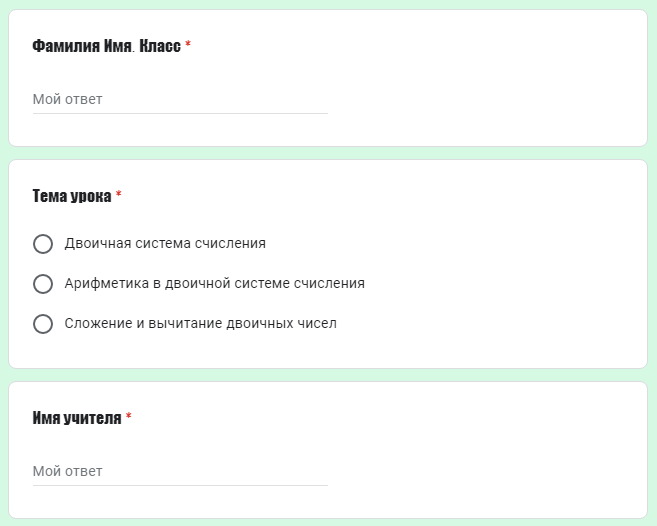 Фамилия Имя. Класс *
Мой ответ
Тема урока *
Двоичная система счисления
Арифметика в двоичной системе счисления
Сложение и вычитание двоичных чисел
Имя учителя *
Мой ответ